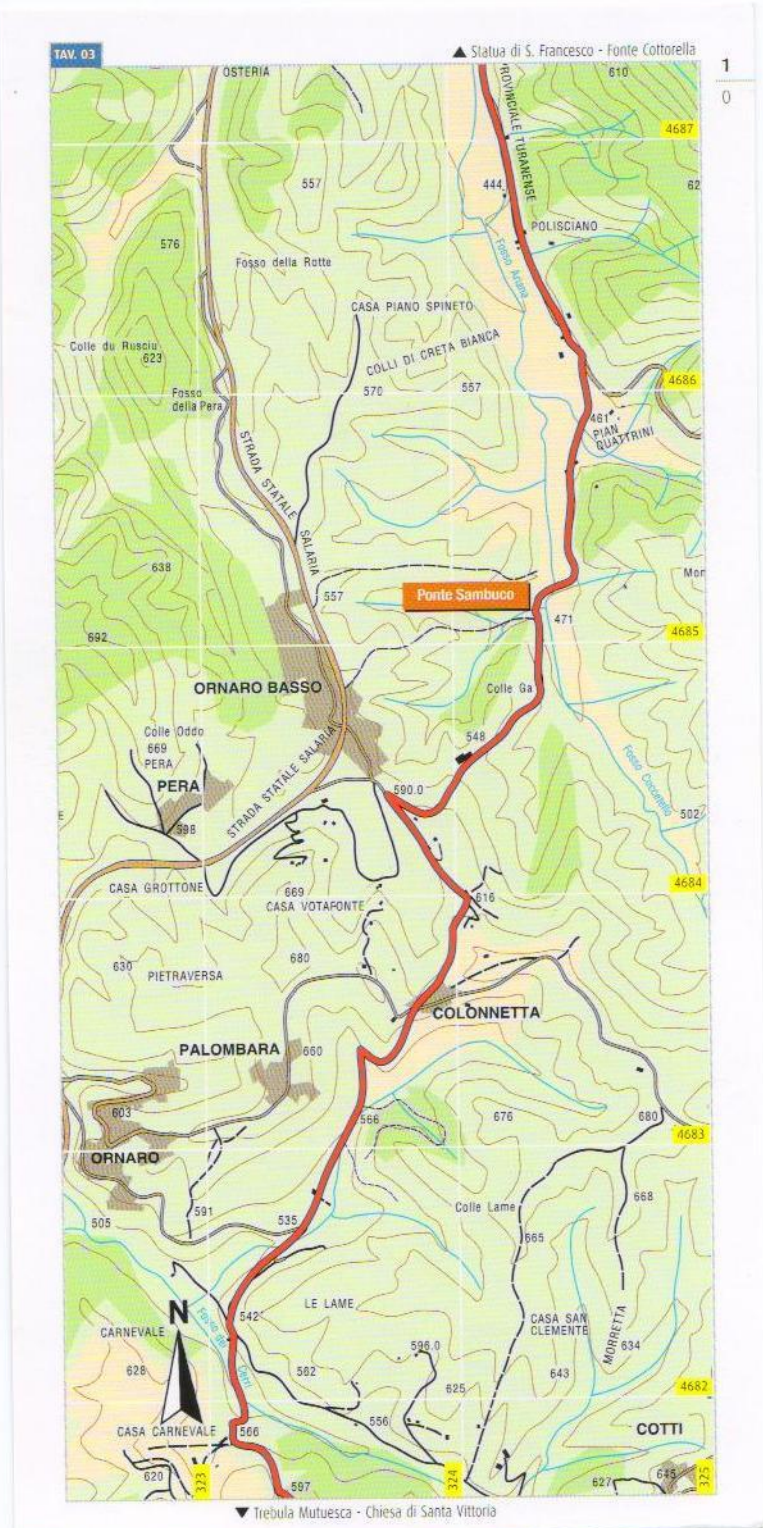 TAV. 03
▲ Statua di S. Francesco - Fonte Cottorella
1
0
OSTERIA
610
PROVINCIALE TURANENSE
4687
557
444
62
POLISCIANO
576
Fosso della Rotte
Fosso Ariana
CASA PIANO SPINETO
Colle du Rusciu
623
COLLI DI CRETA BIANCA
570
557
4686
Fosso
della Pera
461
PIAN
QUATTRINI
STRADA STATALE SALARIA
638
557
Ponte Sambuco
Mon
471
4685
692
ORNARO BASSO
Colle Ga
Colle Oddo
669
PERA
548
STRADA STATALE SALARIA
PERA
590.0
502
598
E
4684
CASA GROTTONE
669
CASA VOTAFONTE
616
680
630
PIETRAVERSA
COLONNETTA
PALOMBARA
660
603
566
676
680
4683
ORNARO
668
591
Colle Lame
505
535
665
LE LAME
542
CASA SAN
CLEMENTE
MORRETTA
N
CARNEVALE
634
628
596.0
562
643
625
4682
556
CASA CARNEVALE
566
COTTI
620
323
324
325
597
627
645
▼ Trebula Mutuesca - Chiesa di Santa Vittoria